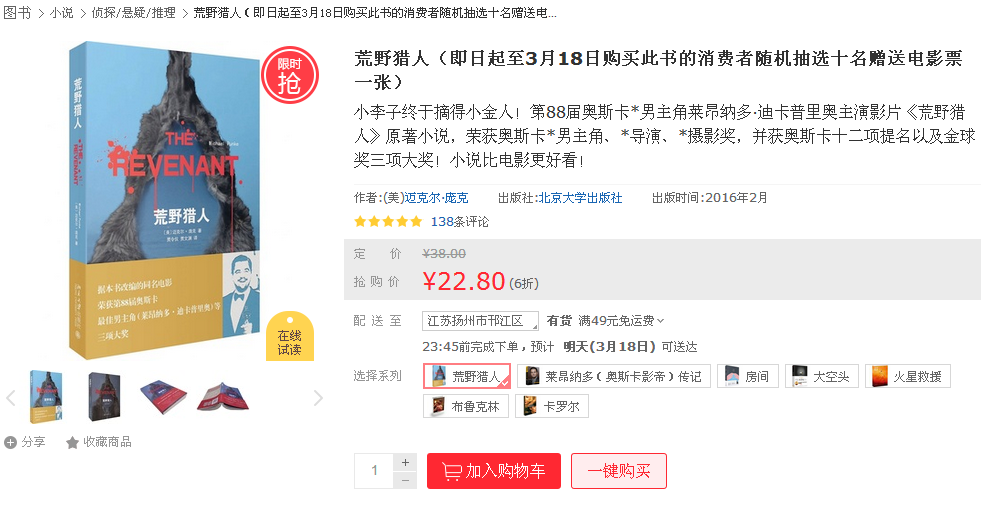 图书 > 小说 > 侦探/悬疑/推理 > 荒野猎人（即日起至3月18日购买此书的消费者随机抽选十名赠送电...
荒野猎人
THE REVENANT
限时
抢
THE
Michael Punke
REVENANT
荒野猎人
[美]迈克尔·庞克 著
据本书改编的同名电影
荣获第88届奥斯卡
最佳男主角(莱昂纳多·迪卡普里奥)等
三项大奖
在线
试读
分享
收藏商品
荒野猎人（即日起至3月18日购买此书的消费者随机抽选十名赠送电影票
一张）
小李子终于摘得小金人！第88届奥斯卡*男主角莱昂纳多·迪卡普里奥主演影片《荒野猎
人》原著小说，荣获奥斯卡*男主角、*导演、*摄影奖，并获奥斯卡十二项提名以及金球
奖三项大奖！小说比电影更好看！
作者:(美)迈克尔·庞克 出版社:北京大学出版社 出版时间:2016年2月
138条评论
定 价 ¥38.00
抢 购 价 ¥22.80 (6折)
配 送 至 江苏扬州市邗江区 有货 满49元免运费
23:45前完成下单，预计 明天(3月18日) 可送达
选择系列 荒野猎人 莱昂纳多（奥斯卡影帝）传记 房间 大空头 火星救援
布鲁克林 卡罗尔
1 + −
加入购物车 一键购买